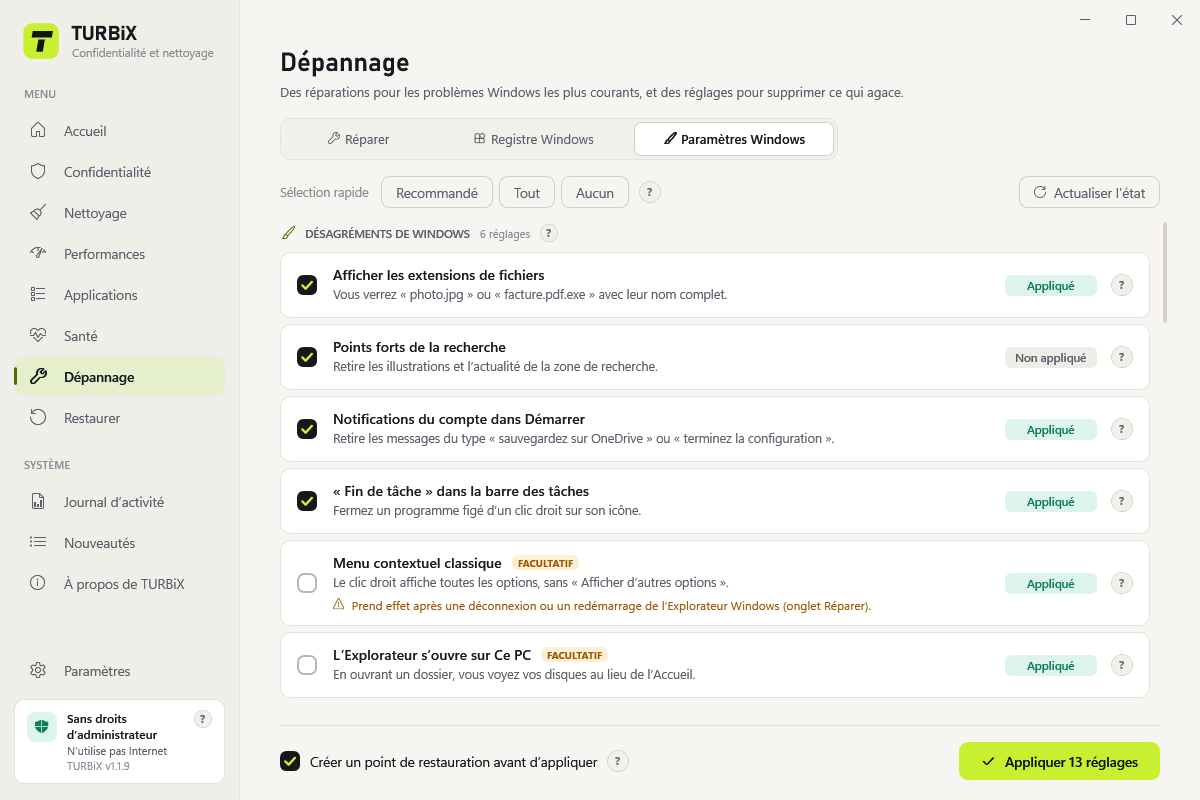 TURBiX
Confidentialité et nettoyage
MENU
Accueil
Confidentialité
Nettoyage
Performances
Applications
Santé
Dépannage
Restaurer
SYSTÈME
Journal d’activité
Nouveautés
À propos de TURBiX
Paramètres
Sans droits
d’administrateur
?
N’utilise pas Internet
TURBiX v1.1.9
Dépannage
Des réparations pour les problèmes Windows les plus courants, et des réglages pour supprimer ce qui agace.
Réparer
Registre Windows
Paramètres Windows
Sélection rapide
Recommandé
Tout
Aucun
?
Actualiser l’état
DÉSAGRÉMENTS DE WINDOWS 6 réglages ?
Afficher les extensions de fichiers
Vous verrez « photo.jpg » ou « facture.pdf.exe » avec leur nom complet.
Appliqué ?
Points forts de la recherche
Retire les illustrations et l’actualité de la zone de recherche.
Non appliqué ?
Notifications du compte dans Démarrer
Retire les messages du type « sauvegardez sur OneDrive » ou « terminez la configuration ».
Appliqué ?
« Fin de tâche » dans la barre des tâches
Fermez un programme figé d’un clic droit sur son icône.
Appliqué ?
Menu contextuel classique FACULTATIF
Le clic droit affiche toutes les options, sans « Afficher d’autres options ».
Prend effet après une déconnexion ou un redémarrage de l’Explorateur Windows (onglet Réparer).
Appliqué ?
L’Explorateur s’ouvre sur Ce PC FACULTATIF
En ouvrant un dossier, vous voyez vos disques au lieu de l’Accueil.
Appliqué ?
Créer un point de restauration avant d’appliquer ?
Appliquer 13 réglages